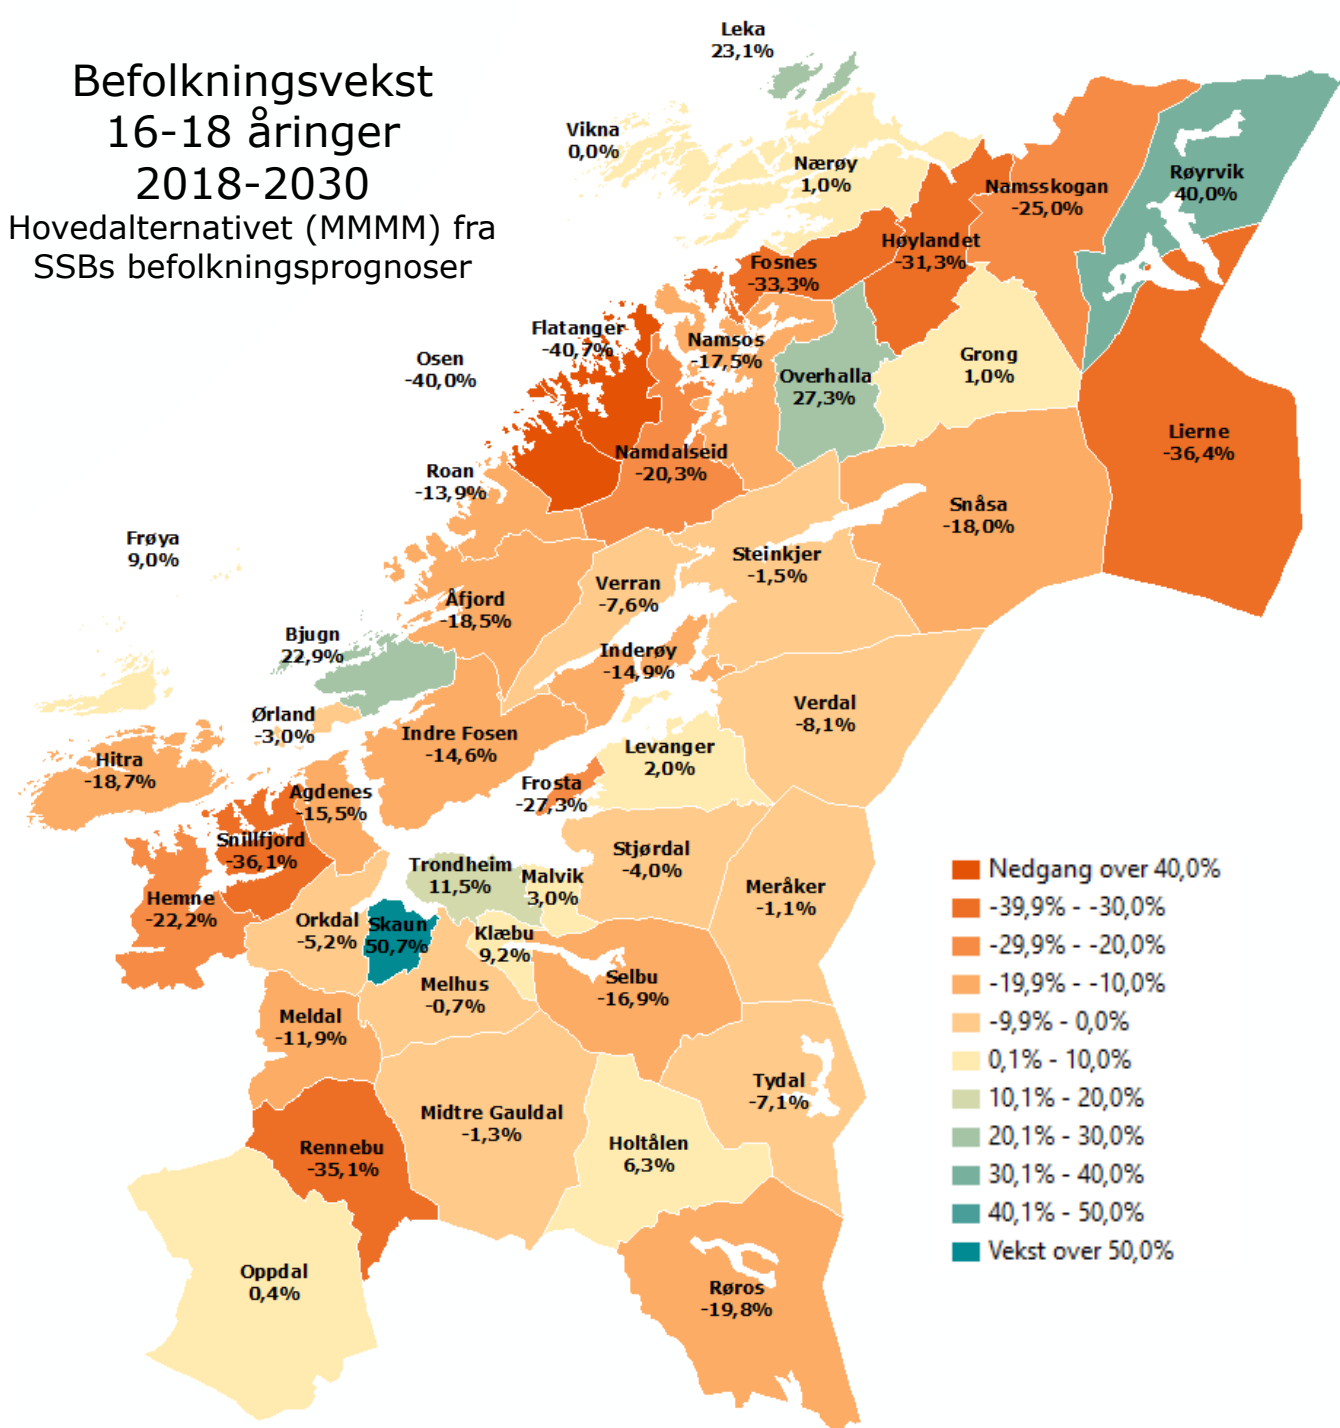 Befolkningsvekst
16-18 åringer
2018-2030
Hovedalternativet (MMMM) fra
SSBs befolkningsprognoser
Leka
23,1%
Vikna
0,0%
Nærøy
1,0%
Namsskogan
-25,0%
Røyrvik
40,0%
Høylandet
-31,3%
Fosnes
-33,3%
Flatanger
-40,7%
Namsos
-17,5%
Osen
-40,0%
Overhalla
27,3%
Grong
1,0%
Lierne
-36,4%
Namdalseid
-20,3%
Roan
-13,9%
Snåsa
-18,0%
Frøya
9,0%
Steinkjer
-1,5%
Verran
-7,6%
Åfjord
-18,5%
Bjugn
22,9%
Inderøy
-14,9%
Verdal
-8,1%
Ørland
-3,0%
Indre Fosen
-14,6%
Levanger
2,0%
Hitra
-18,7%
Agdenes
-15,5%
Frosta
-27,3%
Snillfjord
-36,1%
Stjørdal
-4,0%
Trondheim
11,5%
Malvik
3,0%
Meråker
-1,1%
Hemne
-22,2%
Orkdal
-5,2%
Skaun
50,7%
Klæbu
9,2%
Melhus
-0,7%
Selbu
-16,9%
Meldal
-11,9%
Tydal
-7,1%
Midtre Gauldal
-1,3%
Holtålen
6,3%
Rennebu
-35,1%
Oppdal
0,4%
Røros
-19,8%
Nedgang over 40,0%
-39,9% - -30,0%
-29,9% - -20,0%
-19,9% - -10,0%
-9,9% - 0,0%
0,1% - 10,0%
10,1% - 20,0%
20,1% - 30,0%
30,1% - 40,0%
40,1% - 50,0%
Vekst over 50,0%